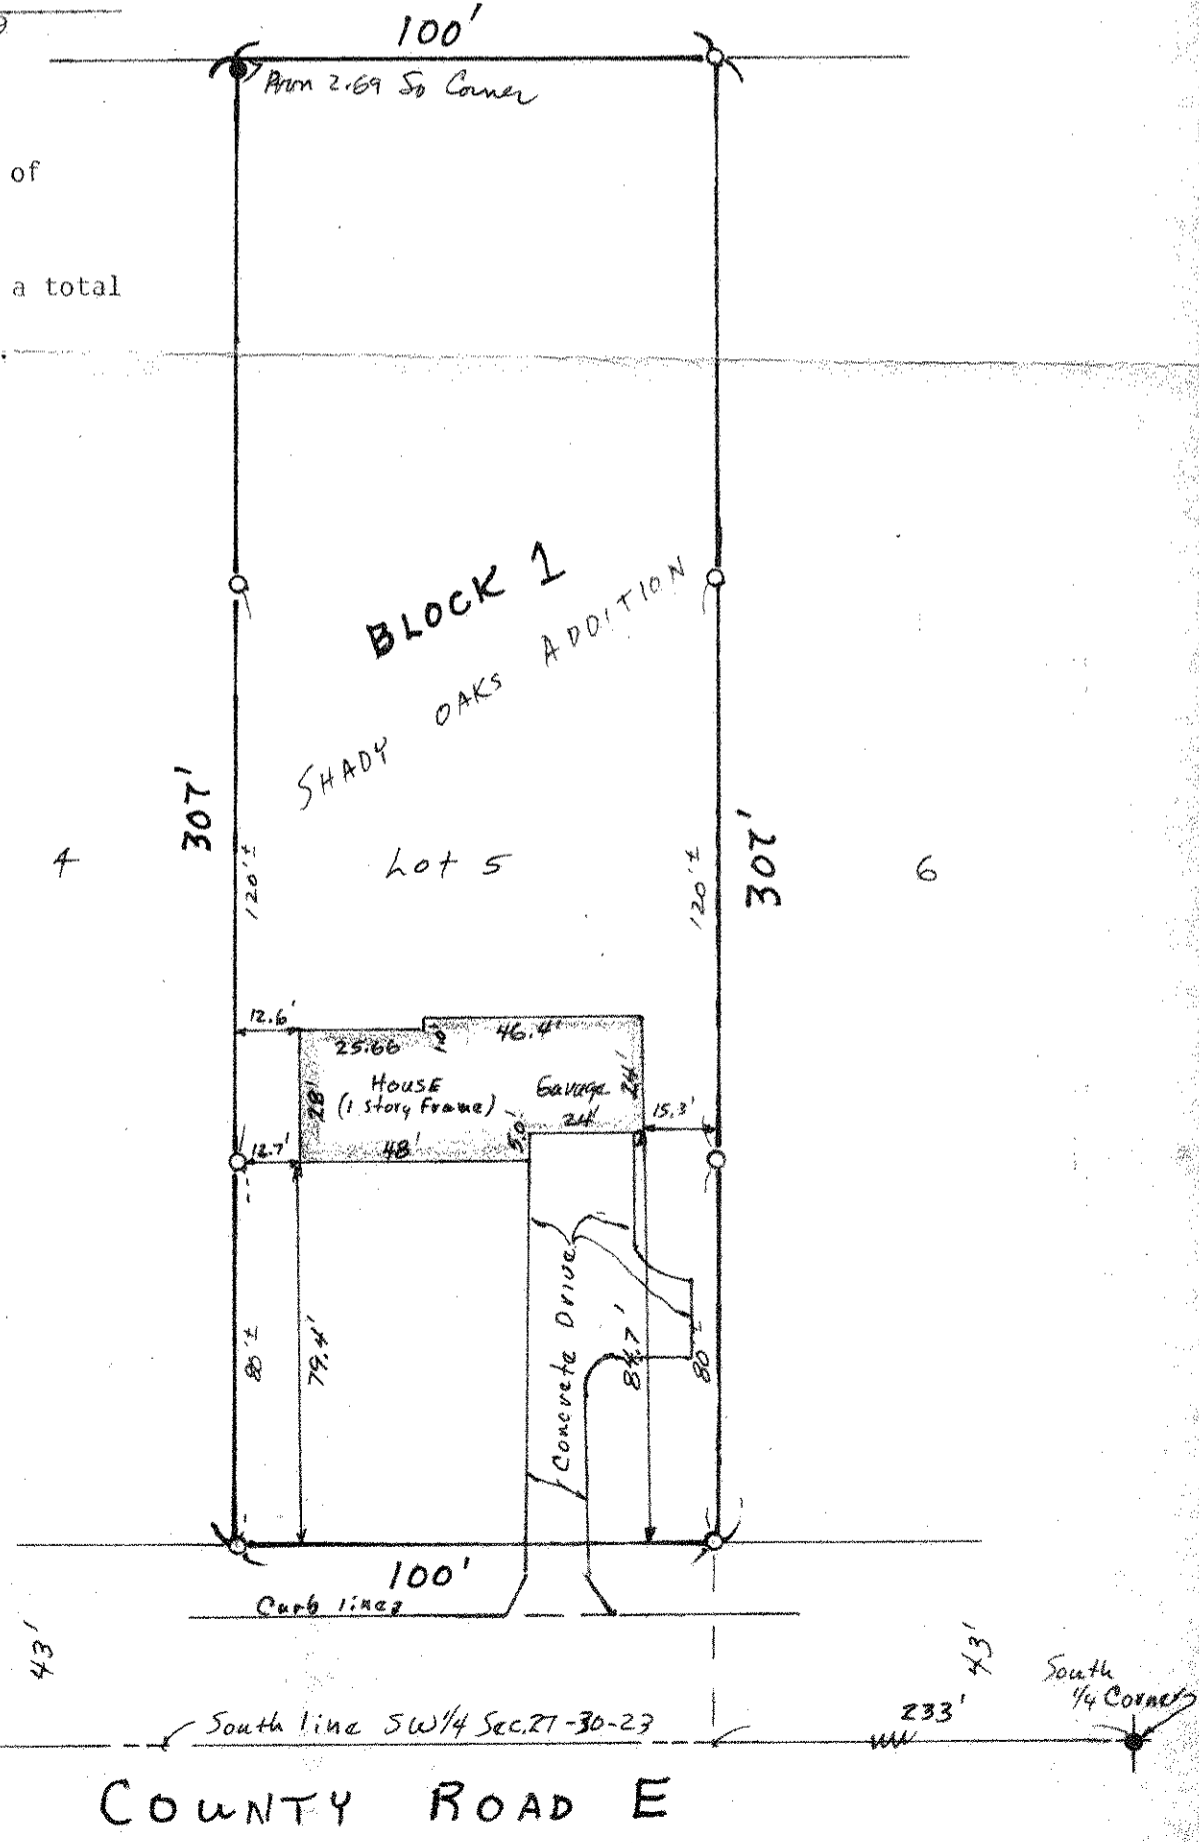 100'
2.69 So Corner
of
a total
BLOCK 1
SHADY OAKS ADDITION
307'
307'
4
Lot 5
6
120'±
120'±
12.6'
25.66
46.4'
HOUSE
(1 Story Frame)
Garage
28'
24'
24'
15.3'
12.7'
48'
5.0'
Concrete Drive
80'±
79.4'
84.7'
80'±
100'
Curb lines
43'
43'
South
1/4 Corner
233'
South line SW1/4 Sec.27-30-23
COUNTY ROAD E